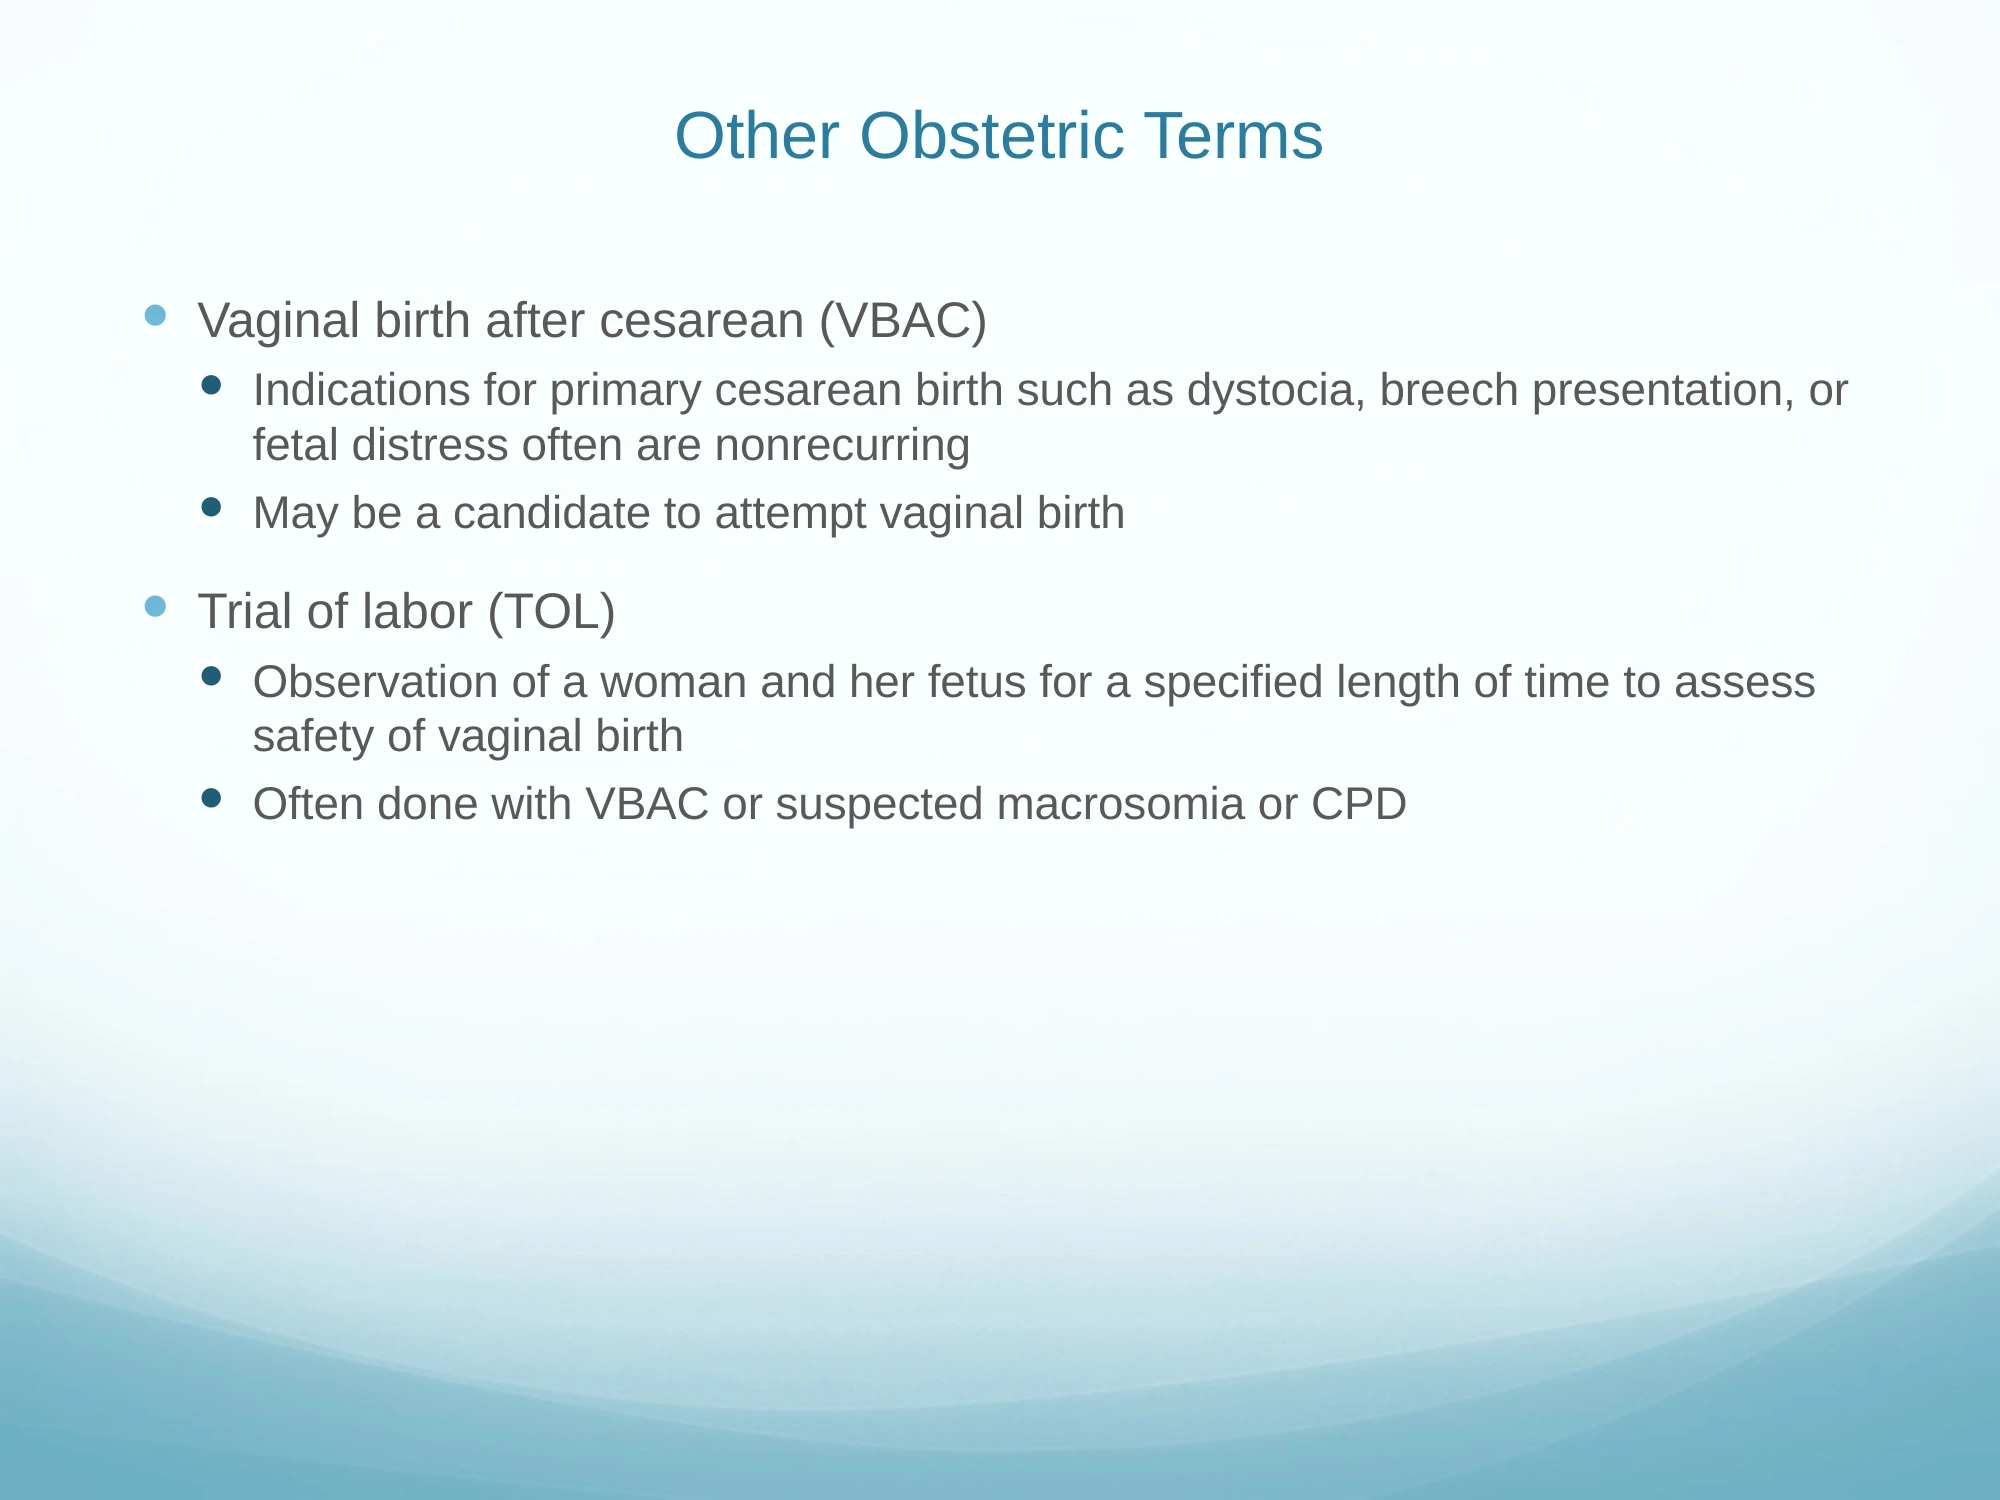 Other Obstetric Terms
Vaginal birth after cesarean (VBAC)
Indications for primary cesarean birth such as dystocia, breech presentation, or
fetal distress often are nonrecurring
May be a candidate to attempt vaginal birth
Trial of labor (TOL)
Observation of a woman and her fetus for a specified length of time to assess
safety of vaginal birth
Often done with VBAC or suspected macrosomia or CPD